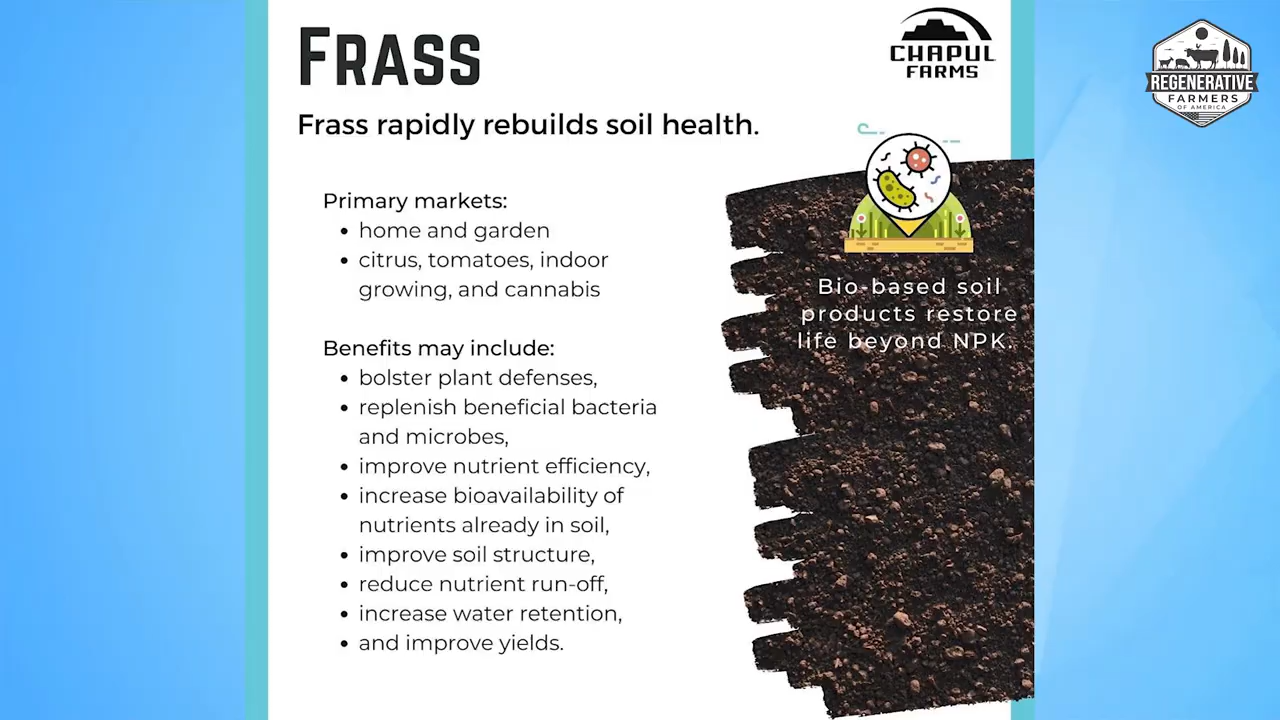 FRASS
CHAPUL
FARMS
REGENERATIVE
FARMERS
OF AMERICA
Frass rapidly rebuilds soil health.
Primary markets:
• home and garden
• citrus, tomatoes, indoor
growing, and cannabis
Bio-based soil
products restore
life beyond NPK.
Benefits may include:
• bolster plant defenses,
• replenish beneficial bacteria
and microbes,
• improve nutrient efficiency,
• increase bioavailability of
nutrients already in soil,
• improve soil structure,
• reduce nutrient run-off,
• increase water retention,
• and improve yields.